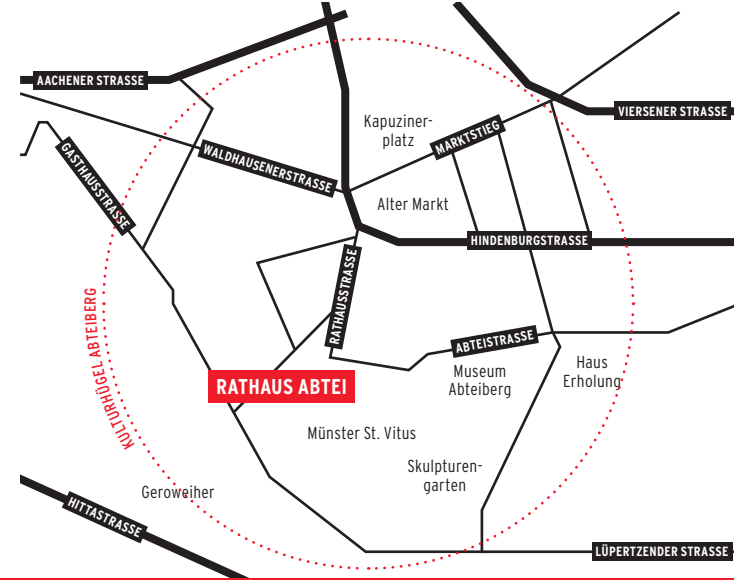 AACHENER STRASSE
VIERSENER STRASSE
Kapuziner-
platz
MARKTSTIEG
WALDHAUSENERSTRASSE
GASTHAUSSTRASSE
Alter Markt
HINDENBURGSTRASSE
RATHAUSSTRASSE
KULTURHÜGEL ABTEIBERG
ABTEISTRASSE
Museum
Abteiberg
Haus
Erholung
RATHAUS ABTEI
Münster St. Vitus
Skulpturen-
garten
Geroweiher
HITTASTRASSE
LÜPERTZENDER STRASSE